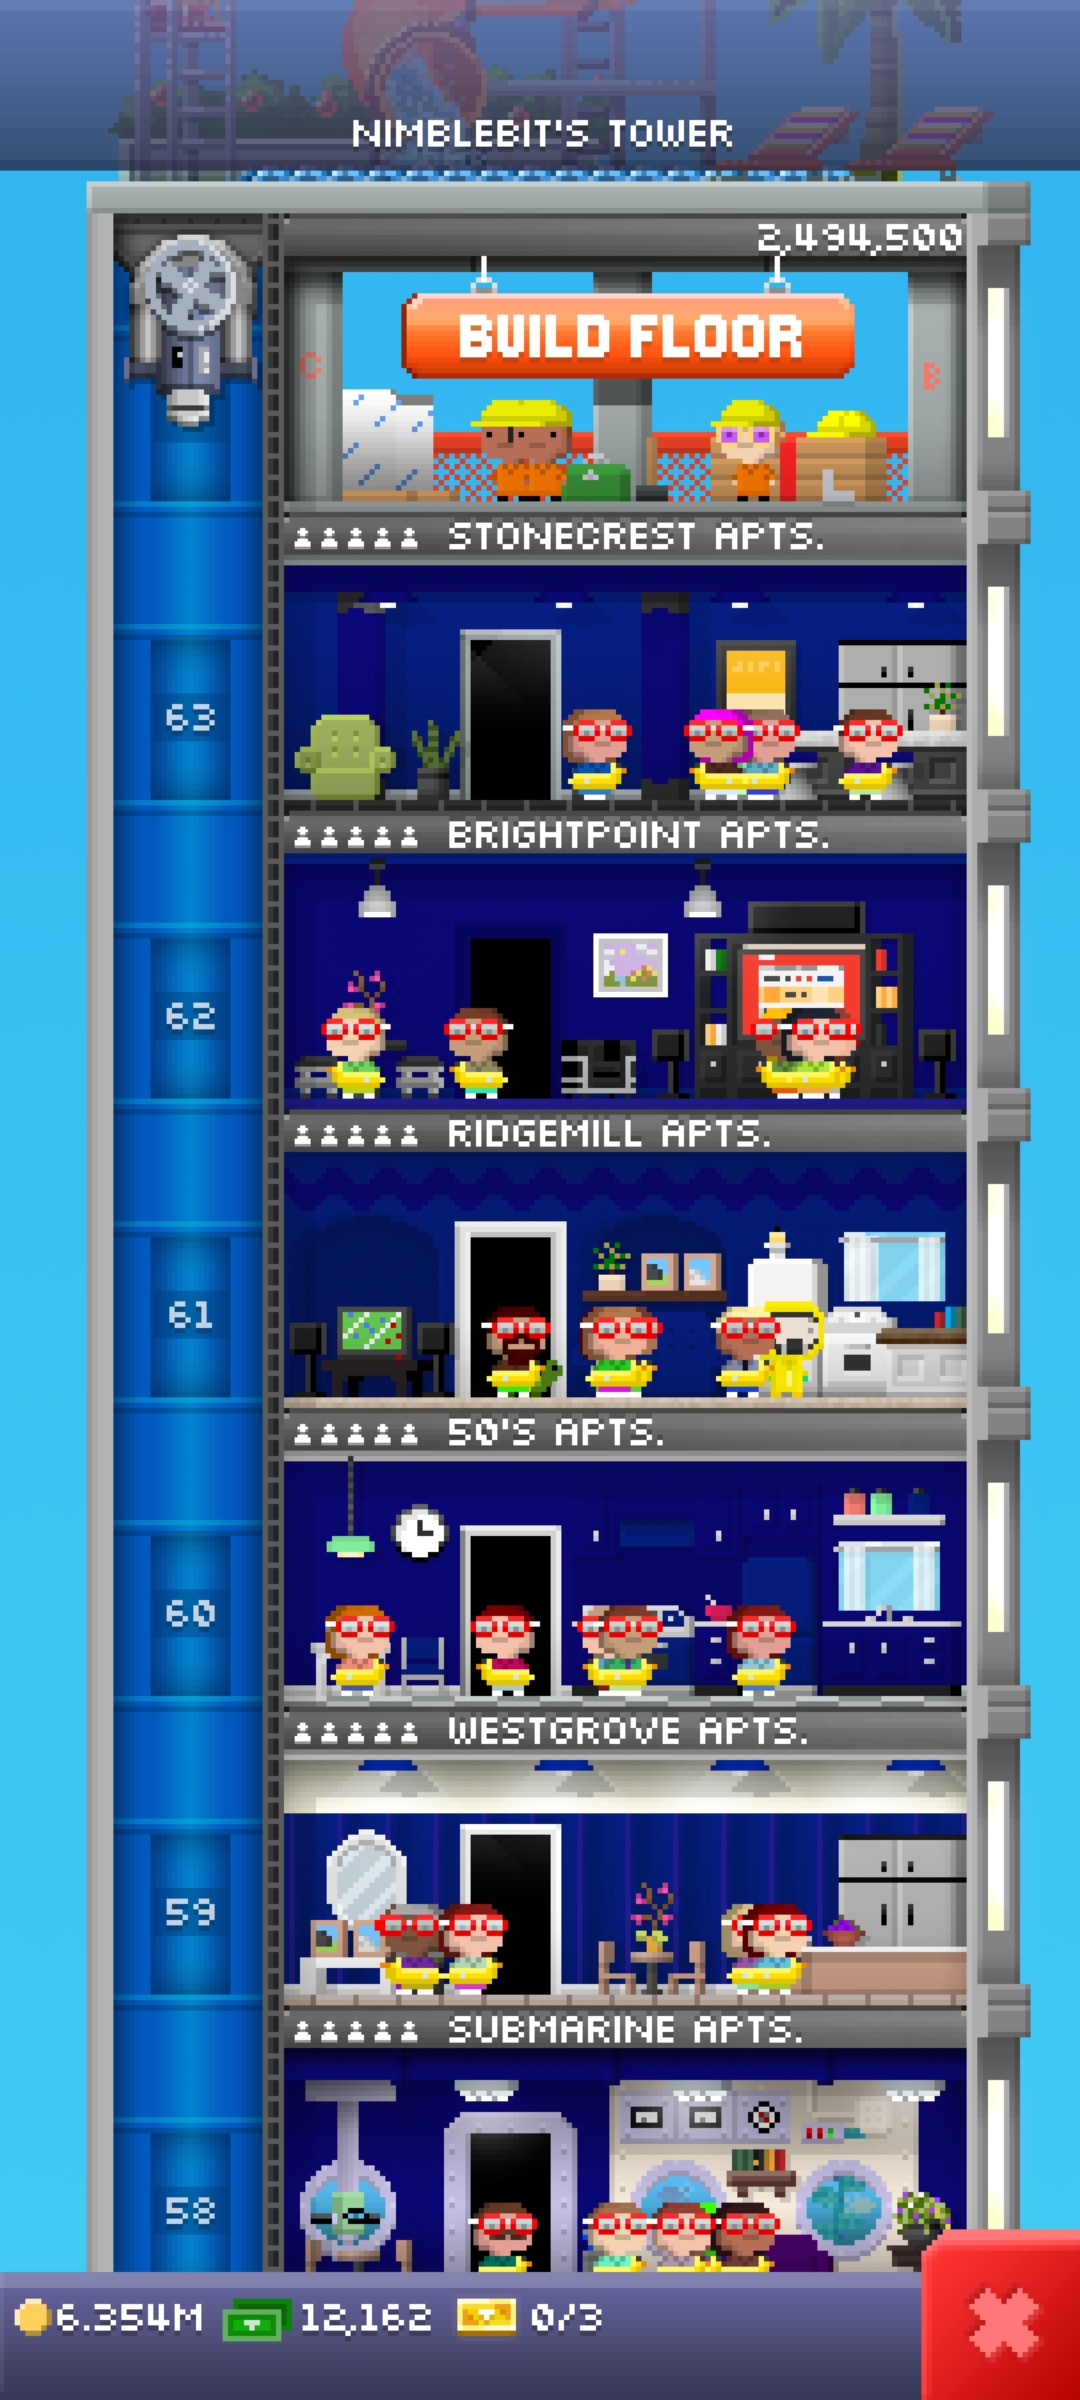 NIMBLEBIT'S TOWER
2,494,500
BUILD FLOOR
C
B
STONECREST APTS.
63
BRIGHTPOINT APTS.
62
RIDGEMILL APTS.
61
50'S APTS.
60
WESTGROVE APTS.
59
SUBMARINE APTS.
58
6.354M 12,162 0/3